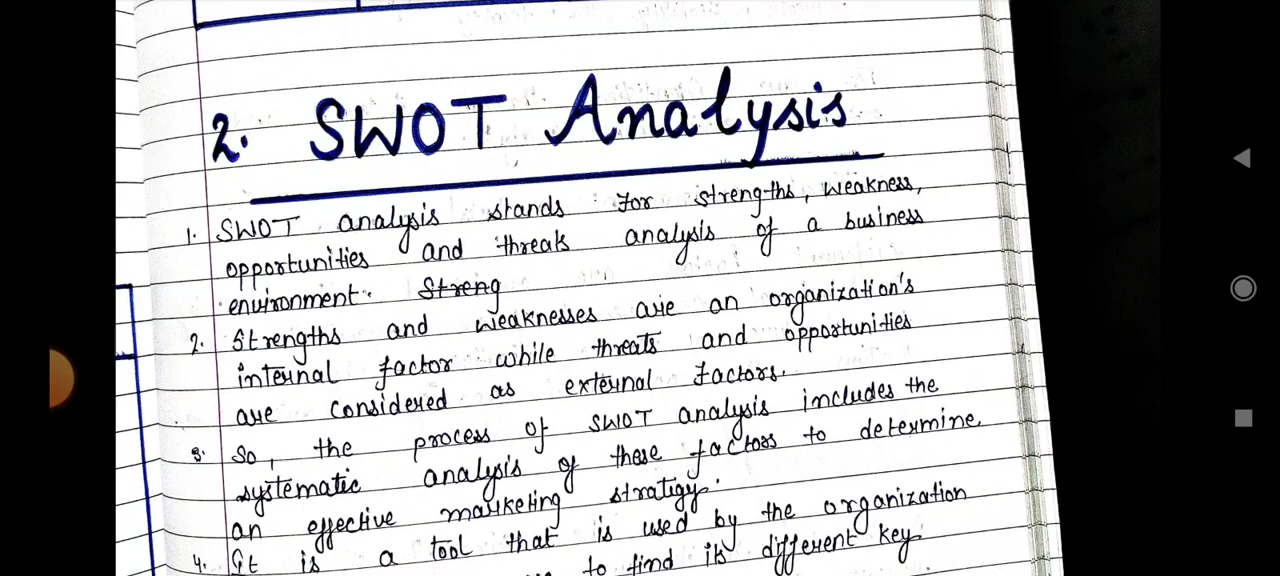 2. SWOT Analysis
1. SWOT analysis stands for strengths, weakness,
opportunities and threats analysis of a business
environment. Streng
2. Strengths and weaknesses are an organization's
internal factor while threats and opportunities
are considered as external factors.
3. So, the process of SWOT analysis includes the
systematic analysis of these factors to determine
an effective marketing stratigy.
4. It is a tool that is used by the organization
to find its different key